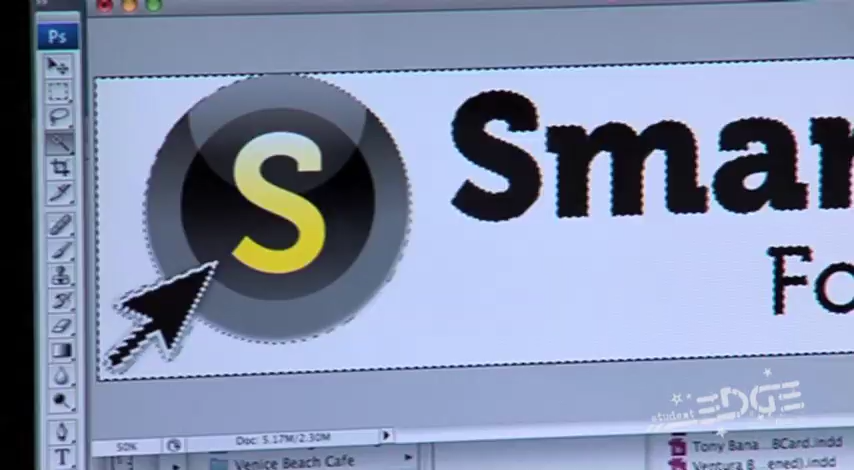 Ps
S
Smar
Fo
student EDGE
50%
Doc: 5.17M/2.30M
Venice Beach Cafe
Tony Bana...BCard.indd
Ventura B...ened).indd
T